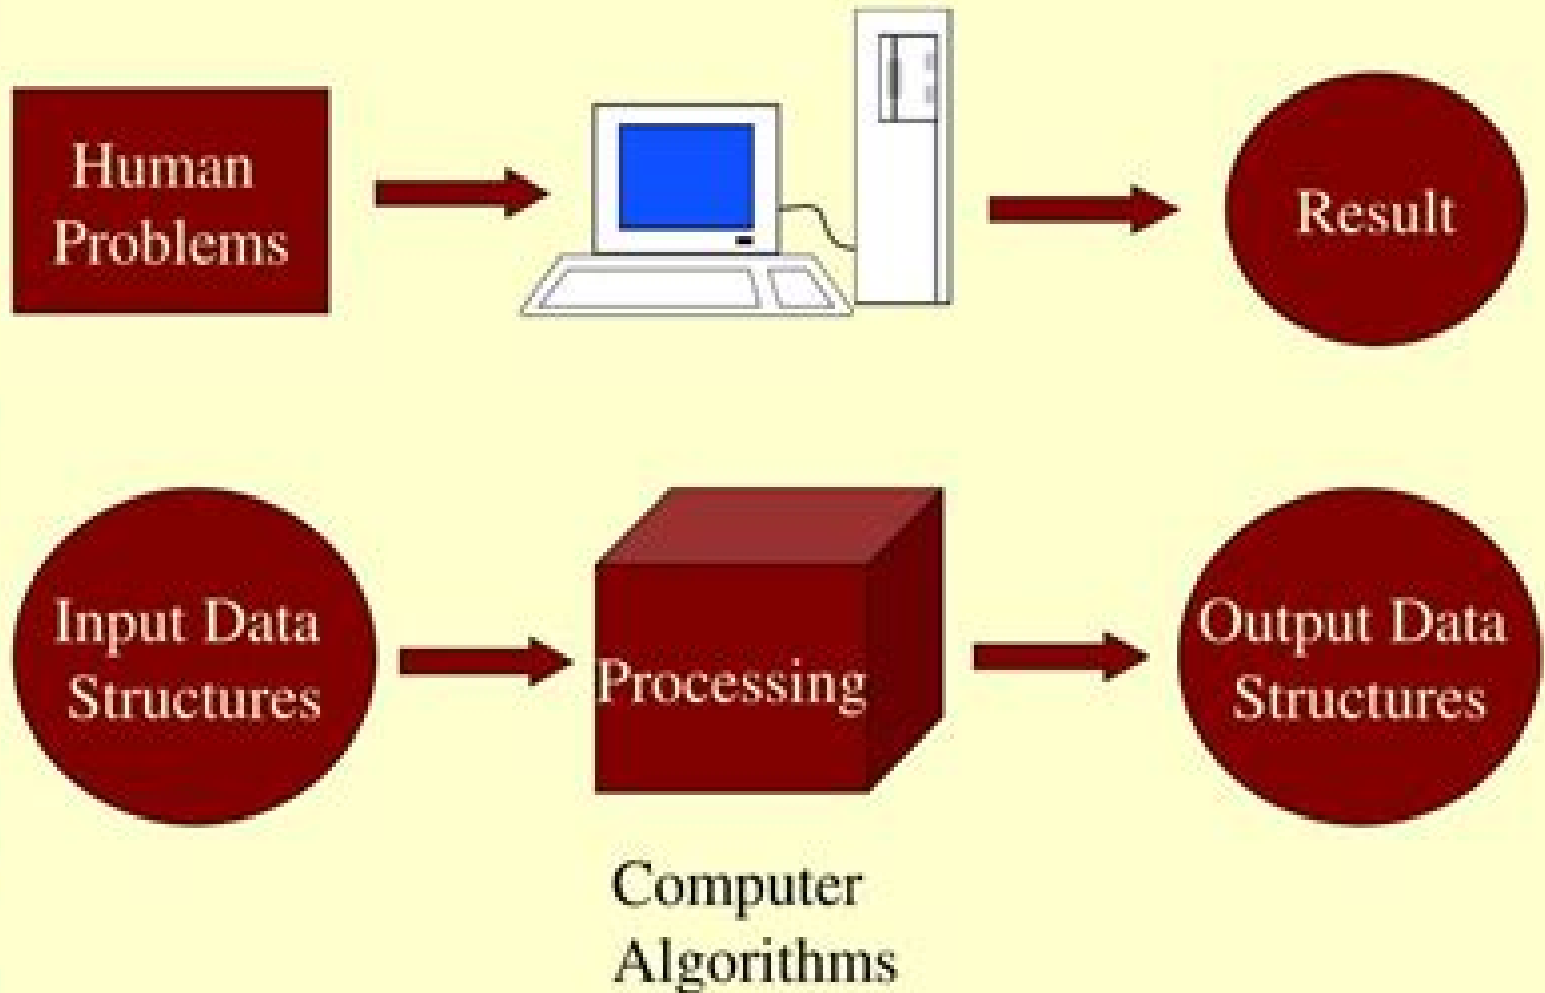 Human
Problems
Result
Input Data
Structures
Processing
Output Data
Structures
Computer
Algorithms